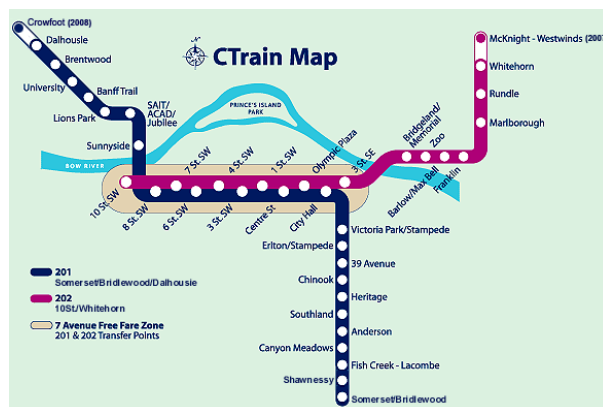 Crowfoot (2008)
Dalhousle
Brentwood
University
Banff Trail
Lions Park
SAIT/
ACAD/
Jubilee
Sunnyside
CTrain Map
PRINCE'S ISLAND
PARK
BOW RIVER
McKnight - Westwinds (2007
Whitehorn
Rundle
Marlborough
Bridgeland/
Memorial
Zoo
Barlow/Max Bell
Franklin
7 St. SW
4 St. SW
1 St. SW
Olympic Plaza
3 St. SE
10 St. SW
8 St. SW
6 St. SW
3 St. SW
Centre St
City Hall
Victoria Park/Stampede
Erlton/Stampede
39 Avenue
Chinook
Heritage
Southland
Anderson
Canyon Meadows
Fish Creek - Lacombe
Shawnessy
Somerset/Bridlewood
201
Somerset/Bridlewood/Dalhousie
202
10St/Whitehorn
7 Avenue Free Fare Zone
201 & 202 Transfer Points